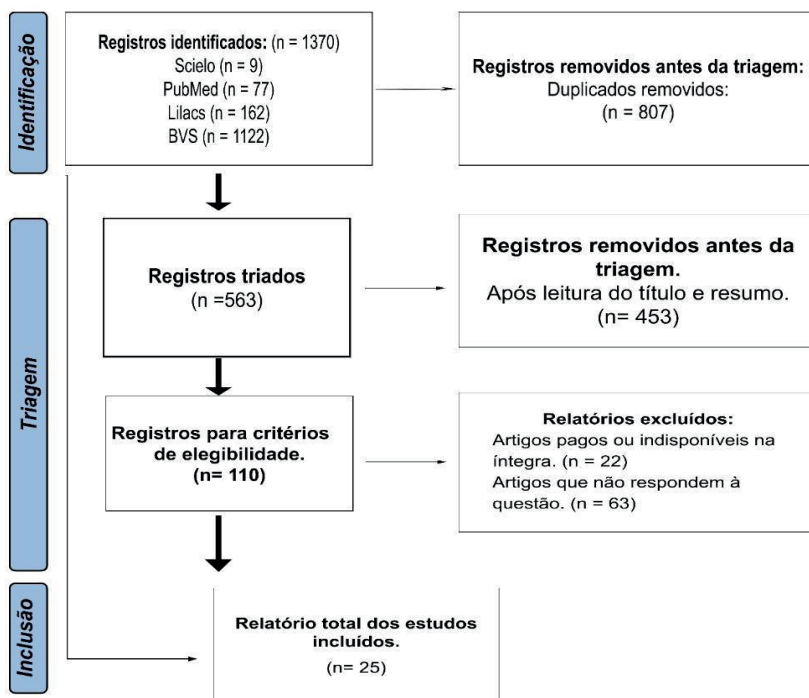 Identificação
Registros identificados: (n = 1370)
Scielo (n = 9)
PubMed (n = 77)
Lilacs (n = 162)
BVS (n = 1122)
Registros removidos antes da triagem:
Duplicados removidos:
(n = 807)
Triagem
Registros triados
(n =563)
Registros removidos antes da
triagem.
Após leitura do título e resumo.
(n= 453)
Registros para critérios
de elegibilidade.
(n= 110)
Relatórios excluídos:
Artigos pagos ou indisponíveis na
íntegra. (n = 22)
Artigos que não respondem à
questão. (n = 63)
Inclusão
Relatório total dos estudos
incluídos.
(n= 25)